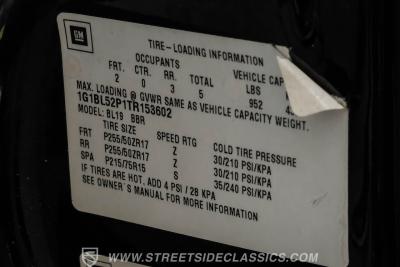 GM
TIRE-LOADING INFORMATION
OCCUPANTS VEHICLE CAP
FRT. CTR. RR. TOTAL LBS
2 0 3 5 952
MAX. LOADING @ GVWR SAME AS VEHICLE CAPACITY WEIGHT.
1G1BL52P1TR153602
MODEL: BL19 BBR
TIRE SIZE SPEED RTG COLD TIRE PRESSURE
FRT P255/50ZR17 Z 30/210 PSI/KPA
RR P255/50ZR17 Z 30/210 PSI/KPA
SPA P215/75R15 S 35/240 PSI/KPA
IF TIRES ARE HOT, ADD 4 PSI / 28 KPA
SEE OWNER'S MANUAL FOR MORE INFORMATION
WWW.STREETSIDECLASSICS.COM